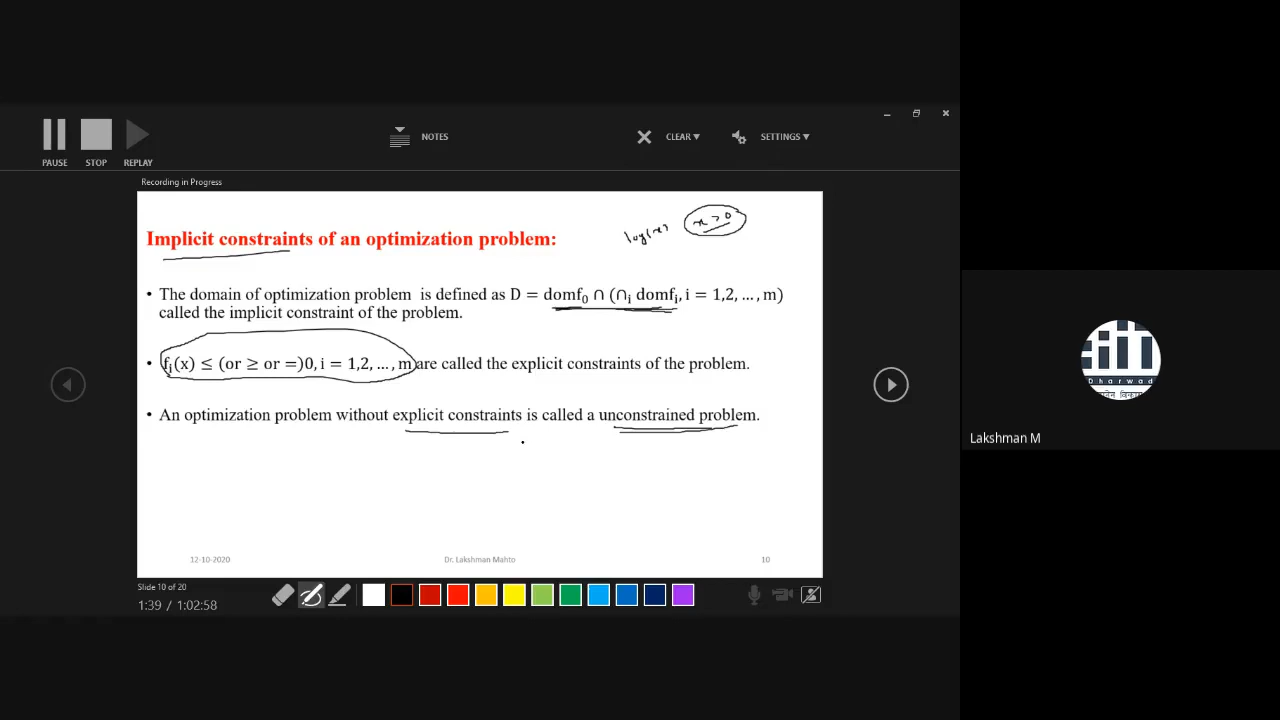 NOTES
CLEAR ▾
SETTINGS ▾
PAUSE STOP REPLAY
Recording in Progress
log(x) x > 0
Implicit constraints of an optimization problem:
• The domain of optimization problem is defined as D = domf₀ ∩ (∩ᵢ domfᵢ, i = 1,2, … , m)
called the implicit constraint of the problem.
• fᵢ(x) ≤ (or ≥ or =)0, i = 1,2, … , m are called the explicit constraints of the problem.
• An optimization problem without explicit constraints is called a unconstrained problem.
12-10-2020 Dr. Lakshman Mahto 10
Slide 10 of 20
1:39 / 1:02:58
Dharwad
Lakshman M